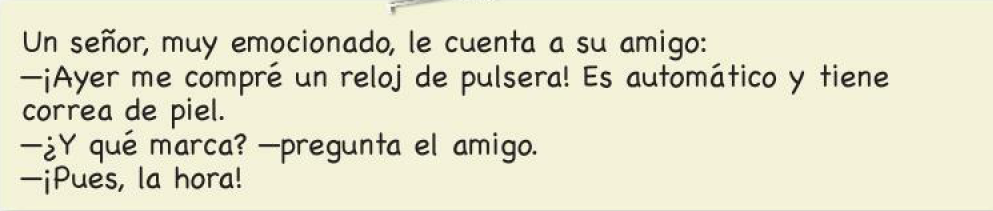 Un señor, muy emocionado, le cuenta a su amigo:
—¡Ayer me compré un reloj de pulsera! Es automático y tiene
correa de piel.
—¿Y qué marca? —pregunta el amigo.
—¡Pues, la hora!